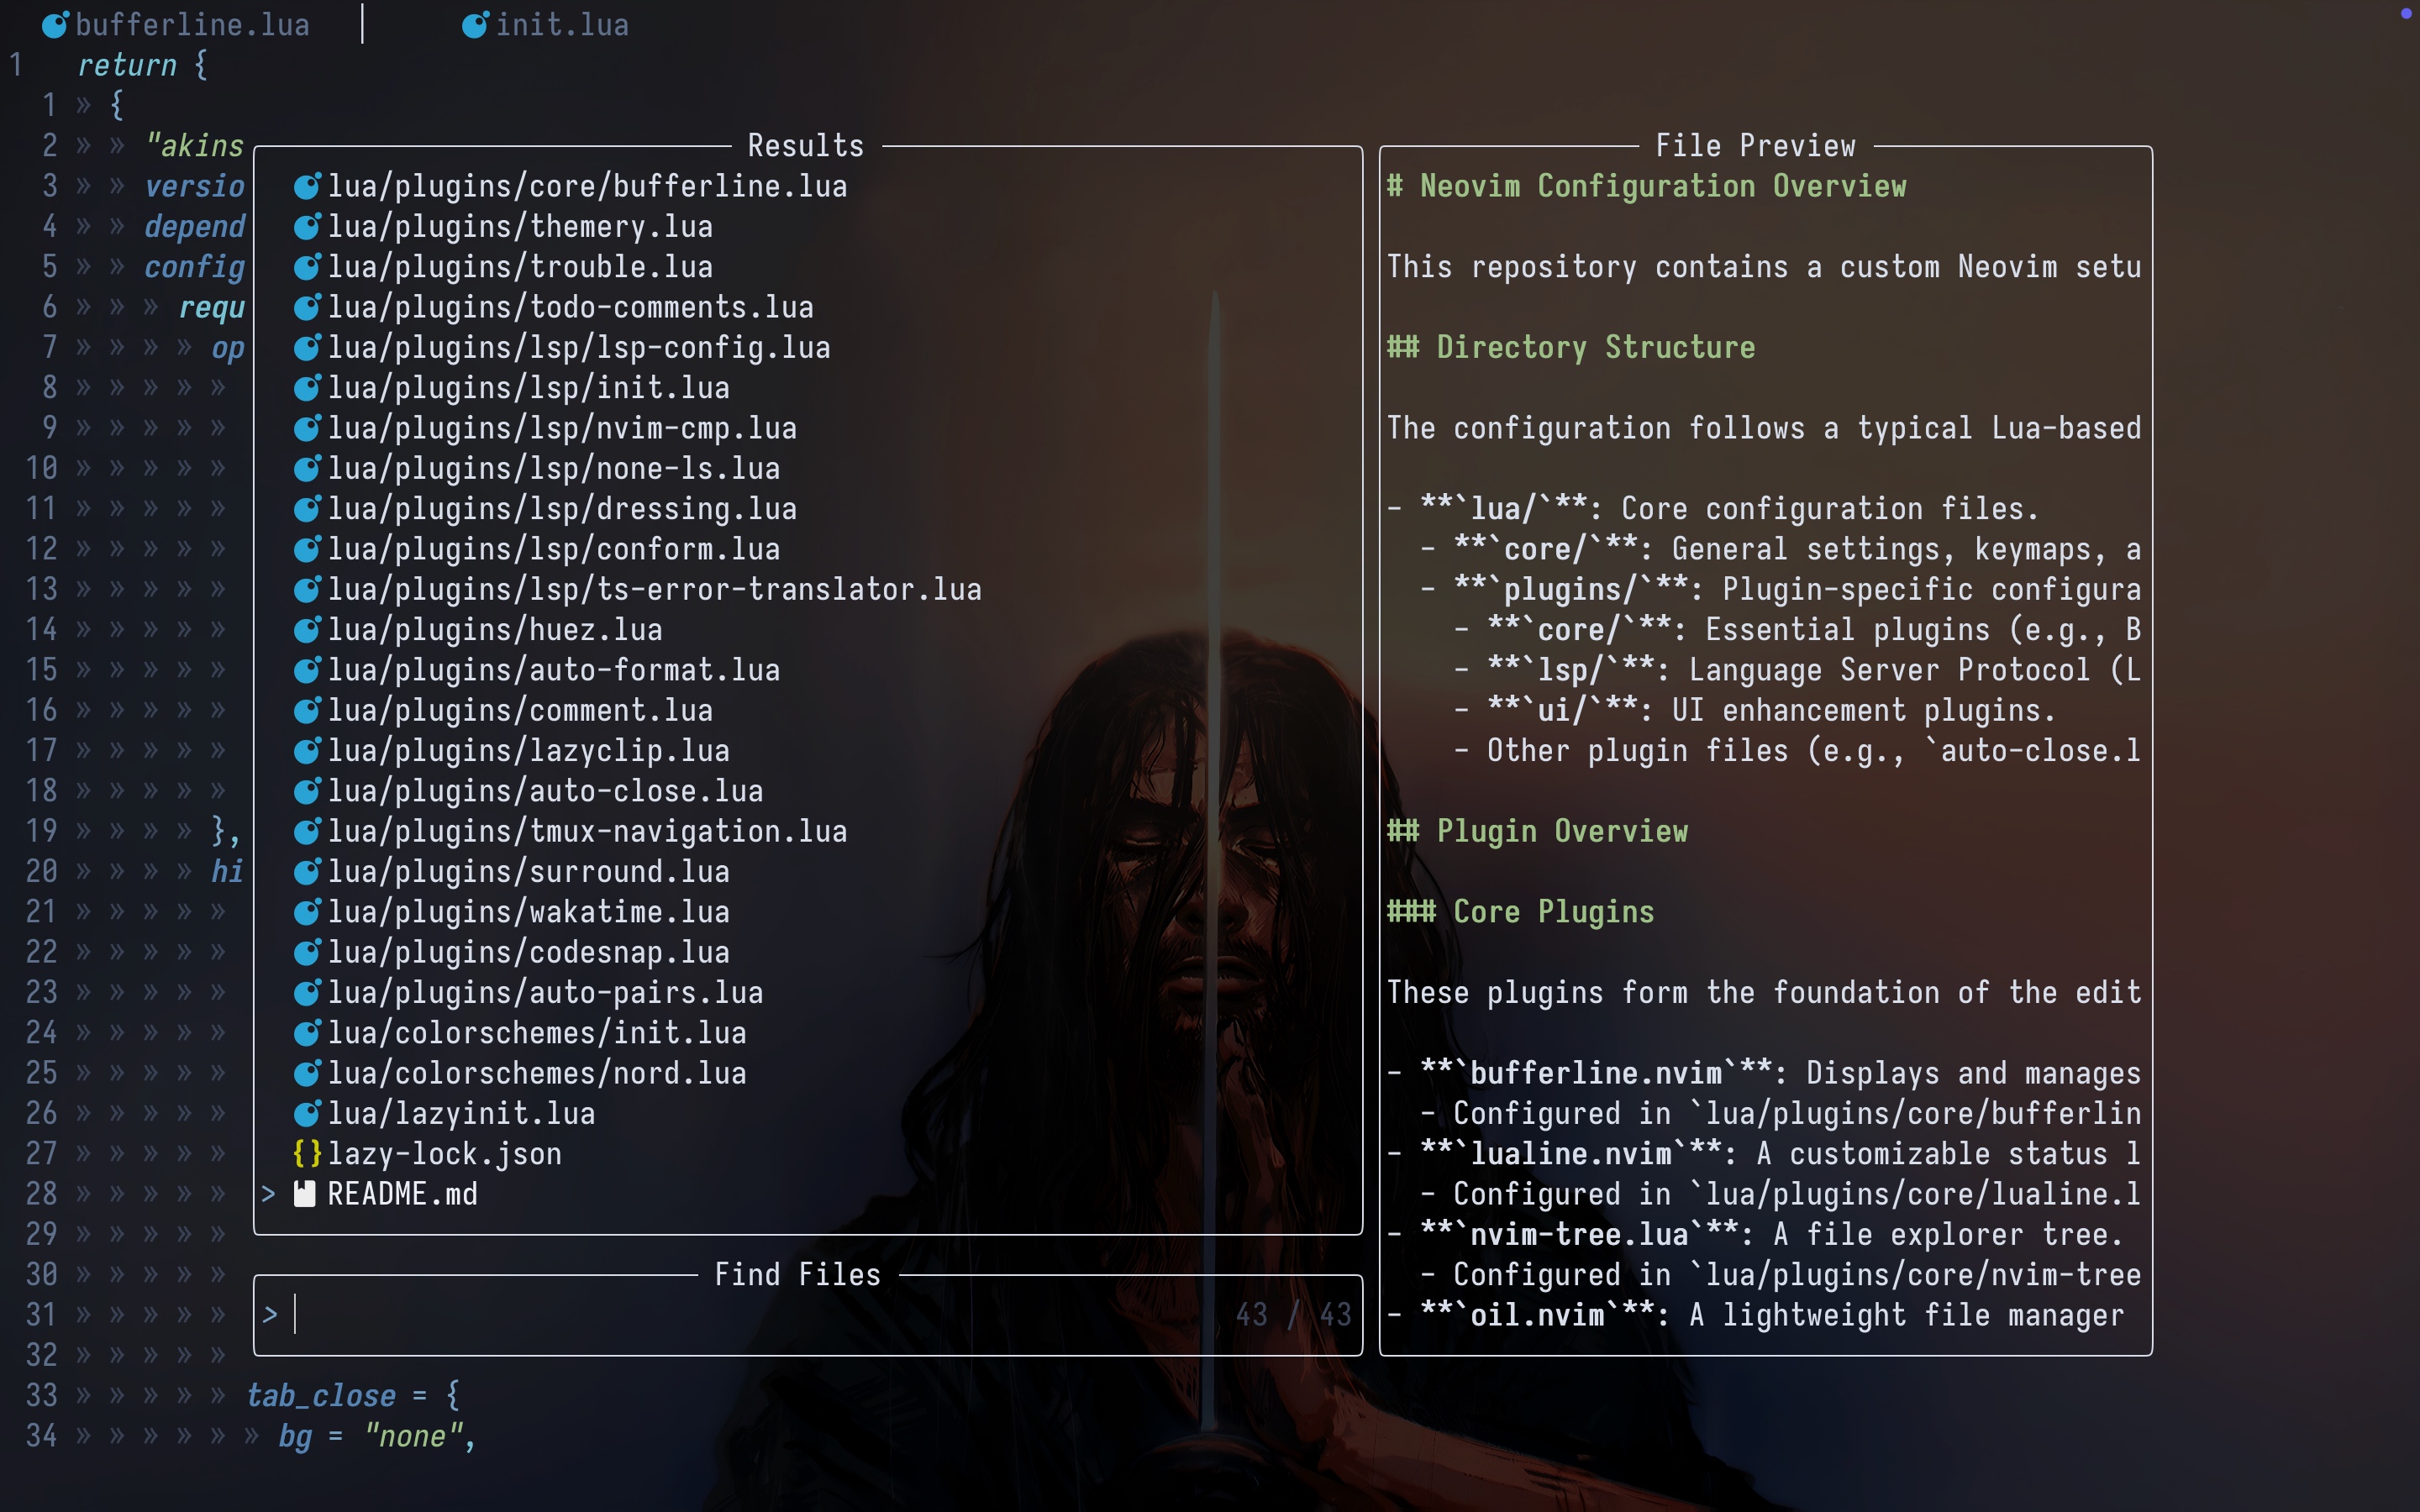 bufferline.lua
init.lua
1 return {
1 » {
2 » » "akins
3 » » versio
4 » » depend
5 » » config
6 » » » requ
7 » » » » op
8 » » » » »
9 » » » » »
10 » » » » »
11 » » » » »
12 » » » » »
13 » » » » »
14 » » » » »
15 » » » » »
16 » » » » »
17 » » » » »
18 » » » » »
19 » » » » },
20 » » » » hi
21 » » » » »
22 » » » » »
23 » » » » »
24 » » » » »
25 » » » » »
26 » » » » »
27 » » » » »
28 » » » » »
29 » » » » »
30 » » » » »
31 » » » » »
32 » » » » »
33 » » » » » tab_close = {
34 » » » » » » bg = "none",
Results
lua/plugins/core/bufferline.lua
lua/plugins/themery.lua
lua/plugins/trouble.lua
lua/plugins/todo-comments.lua
lua/plugins/lsp/lsp-config.lua
lua/plugins/lsp/init.lua
lua/plugins/lsp/nvim-cmp.lua
lua/plugins/lsp/none-ls.lua
lua/plugins/lsp/dressing.lua
lua/plugins/lsp/conform.lua
lua/plugins/lsp/ts-error-translator.lua
lua/plugins/huez.lua
lua/plugins/auto-format.lua
lua/plugins/comment.lua
lua/plugins/lazyclip.lua
lua/plugins/auto-close.lua
lua/plugins/tmux-navigation.lua
lua/plugins/surround.lua
lua/plugins/wakatime.lua
lua/plugins/codesnap.lua
lua/plugins/auto-pairs.lua
lua/colorschemes/init.lua
lua/colorschemes/nord.lua
lua/lazyinit.lua
{} lazy-lock.json
> README.md
Find Files
> 43 / 43
File Preview
# Neovim Configuration Overview
This repository contains a custom Neovim setu
## Directory Structure
The configuration follows a typical Lua-based
- **`lua/`**: Core configuration files.
- **`core/`**: General settings, keymaps, a
- **`plugins/`**: Plugin-specific configura
- **`core/`**: Essential plugins (e.g., B
- **`lsp/`**: Language Server Protocol (L
- **`ui/`**: UI enhancement plugins.
- Other plugin files (e.g., `auto-close.l
## Plugin Overview
### Core Plugins
These plugins form the foundation of the edit
- **`bufferline.nvim`**: Displays and manages
- Configured in `lua/plugins/core/bufferlin
- **`lualine.nvim`**: A customizable status l
- Configured in `lua/plugins/core/lualine.l
- **`nvim-tree.lua`**: A file explorer tree.
- Configured in `lua/plugins/core/nvim-tree
- **`oil.nvim`**: A lightweight file manager